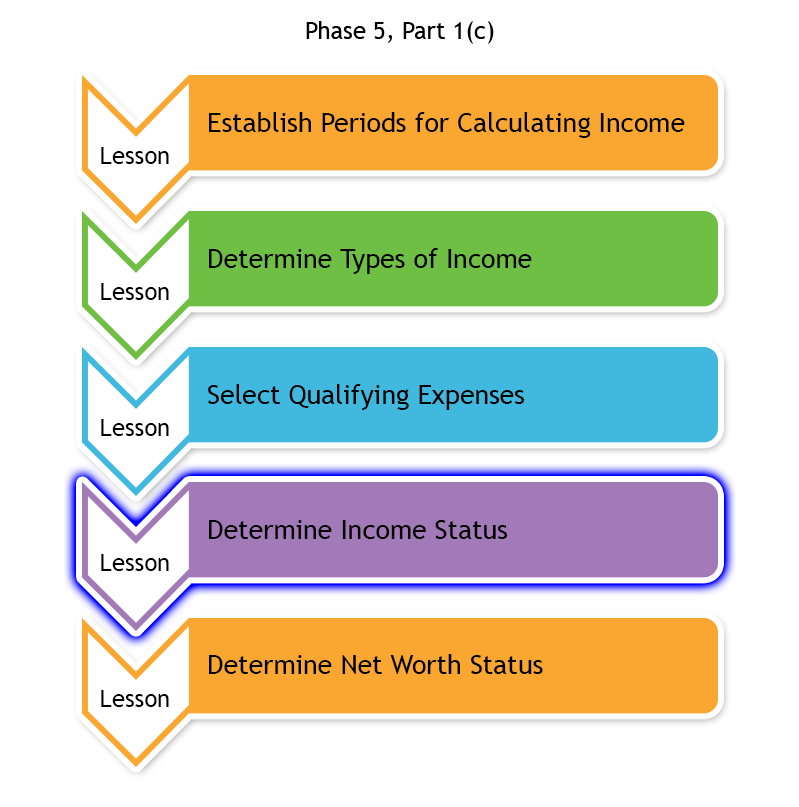 Phase 5, Part 1(c)
Establish Periods for Calculating Income
Lesson
Determine Types of Income
Lesson
Select Qualifying Expenses
Lesson
Determine Income Status
Lesson
Determine Net Worth Status
Lesson